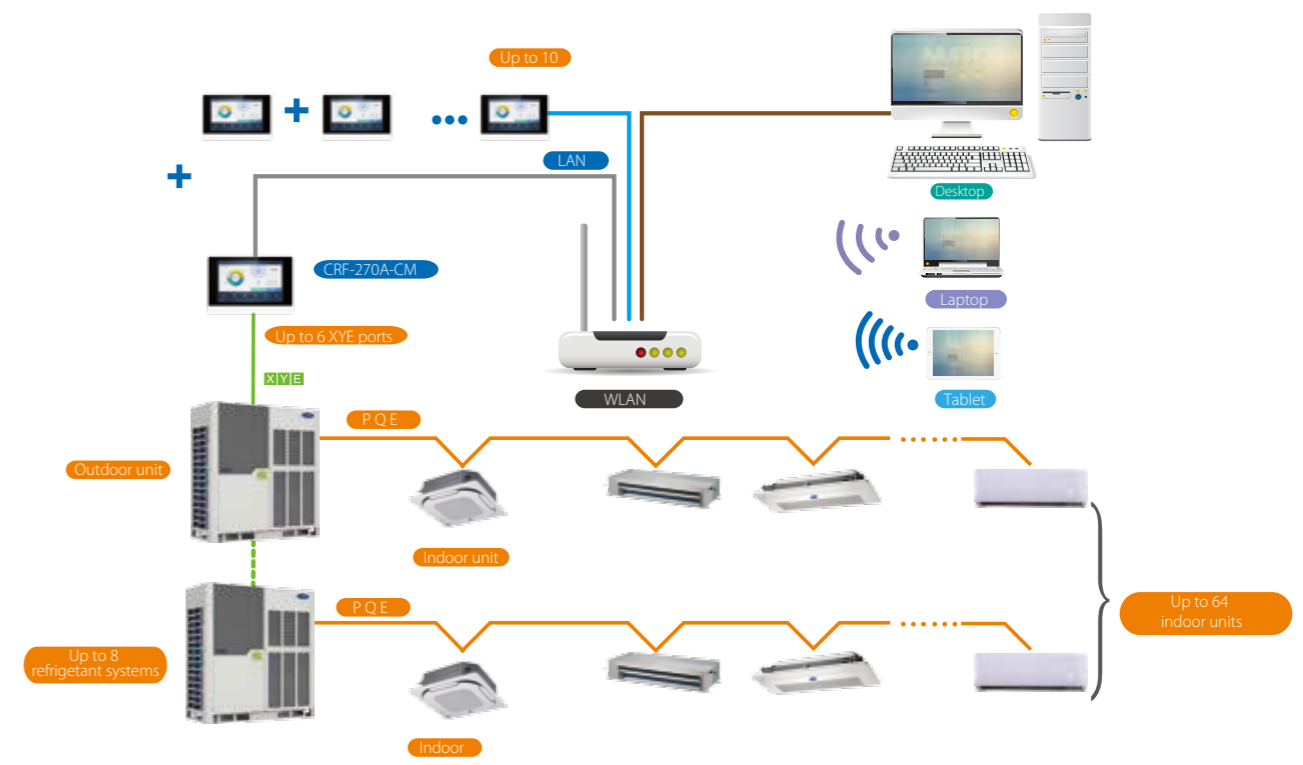 Up to 10
LAN
Desktop
CRF-270A-CM
Laptop
Up to 6 XYE ports
X Y E
WLAN
Tablet
P Q E
Outdoor unit
Indoor unit
P Q E
Up to 64
indoor units
Up to 8
refrigetant systems
Indoor